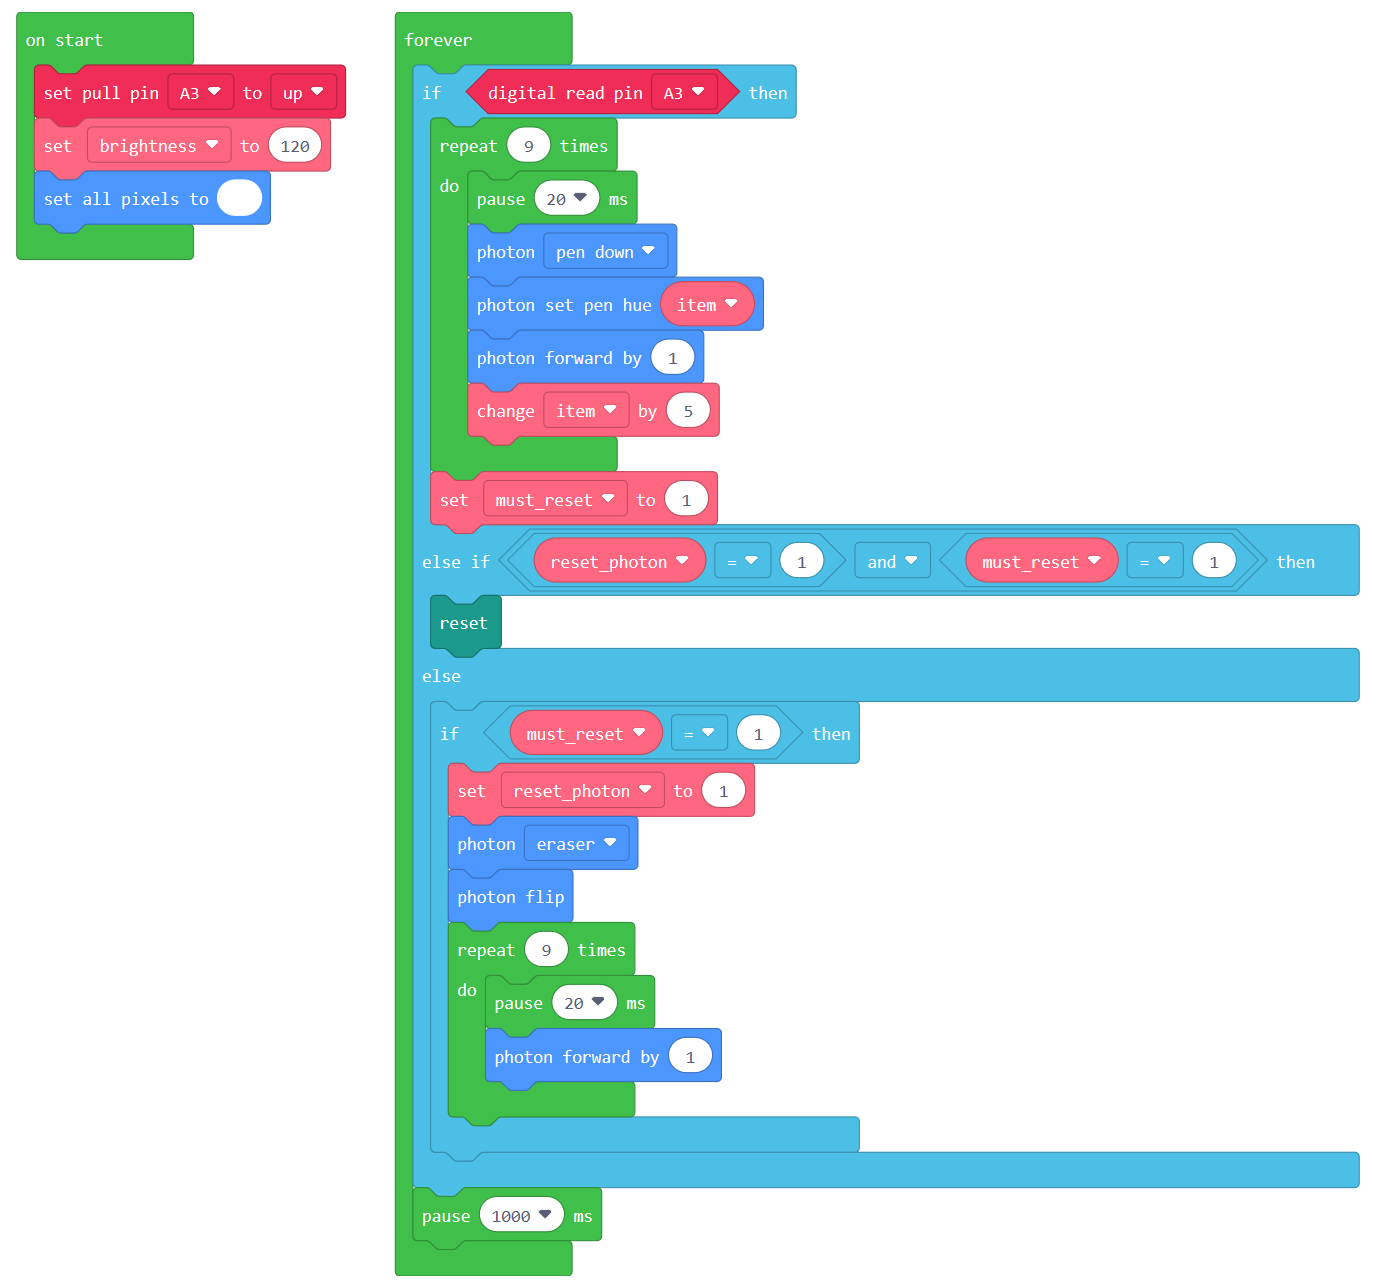 on start
set pull pin A3 to up
set brightness to 120
set all pixels to
forever
if digital read pin A3 then
repeat 9 times
do
pause 20 ms
photon pen down
photon set pen hue item
photon forward by 1
change item by 5
set must_reset to 1
else if reset_photon = 1 and must_reset = 1 then
reset
else
if must_reset = 1 then
set reset_photon to 1
photon eraser
photon flip
repeat 9 times
do
pause 20 ms
photon forward by 1
pause 1000 ms